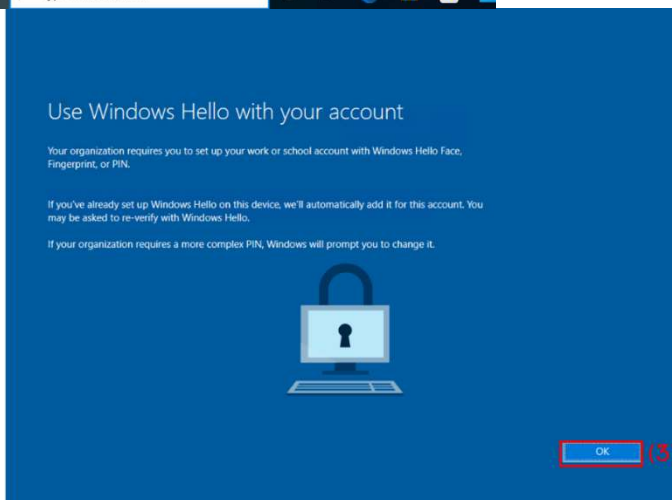 Use Windows Hello with your account
Your organization requires you to set up your work or school account with Windows Hello Face,
Fingerprint, or PIN.
If you've already set up Windows Hello on this device, we'll automatically add it for this account. You
may be asked to re-verify with Windows Hello.
If your organization requires a more complex PIN, Windows will prompt you to change it.
OK (3